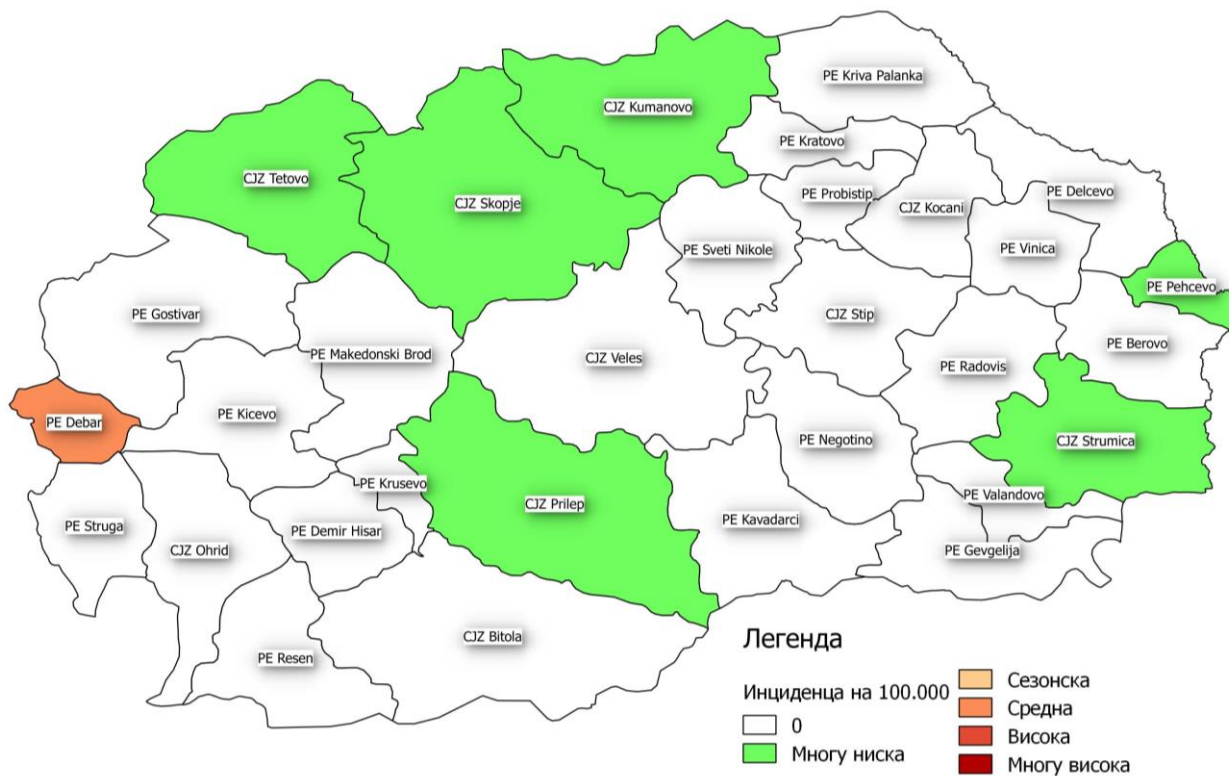 PE Kriva Palanka
CJZ Kumanovo
PE Kratovo
CJZ Tetovo
CJZ Skopje
PE Probistip
CJZ Kocani
PE Delcevo
PE Sveti Nikole
PE Vinica
PE Pehcevo
PE Gostivar
CJZ Stip
PE Makedonski Brod
CJZ Veles
PE Berovo
PE Radovis
PE Debar
PE Kicevo
PE Negotino
CJZ Strumica
PE Krusevo
CJZ Prilep
PE Valandovo
PE Struga
PE Demir Hisar
PE Kavadarci
CJZ Ohrid
PE Gevgelija
CJZ Bitola
PE Resen
Легенда
Инциденца на 100.000
0
Многу ниска
Сезонска
Средна
Висока
Многу висока